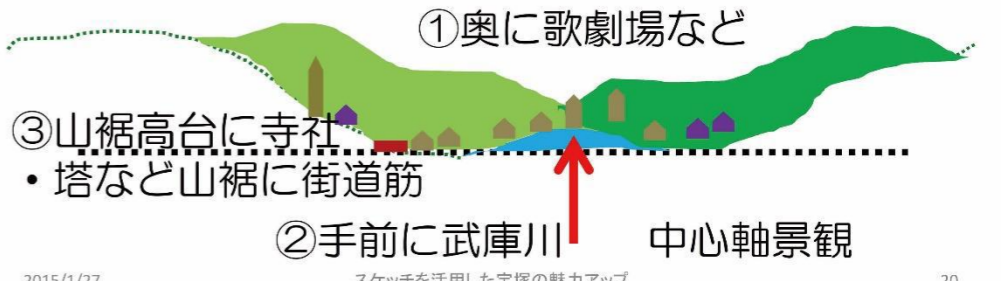 ①奥に歌劇場など
③山裾高台に寺社
・塔など山裾に街道筋
②手前に武庫川
中心軸景観
2015/1/27
スケッチを活用した宝塚の魅力アップ
20